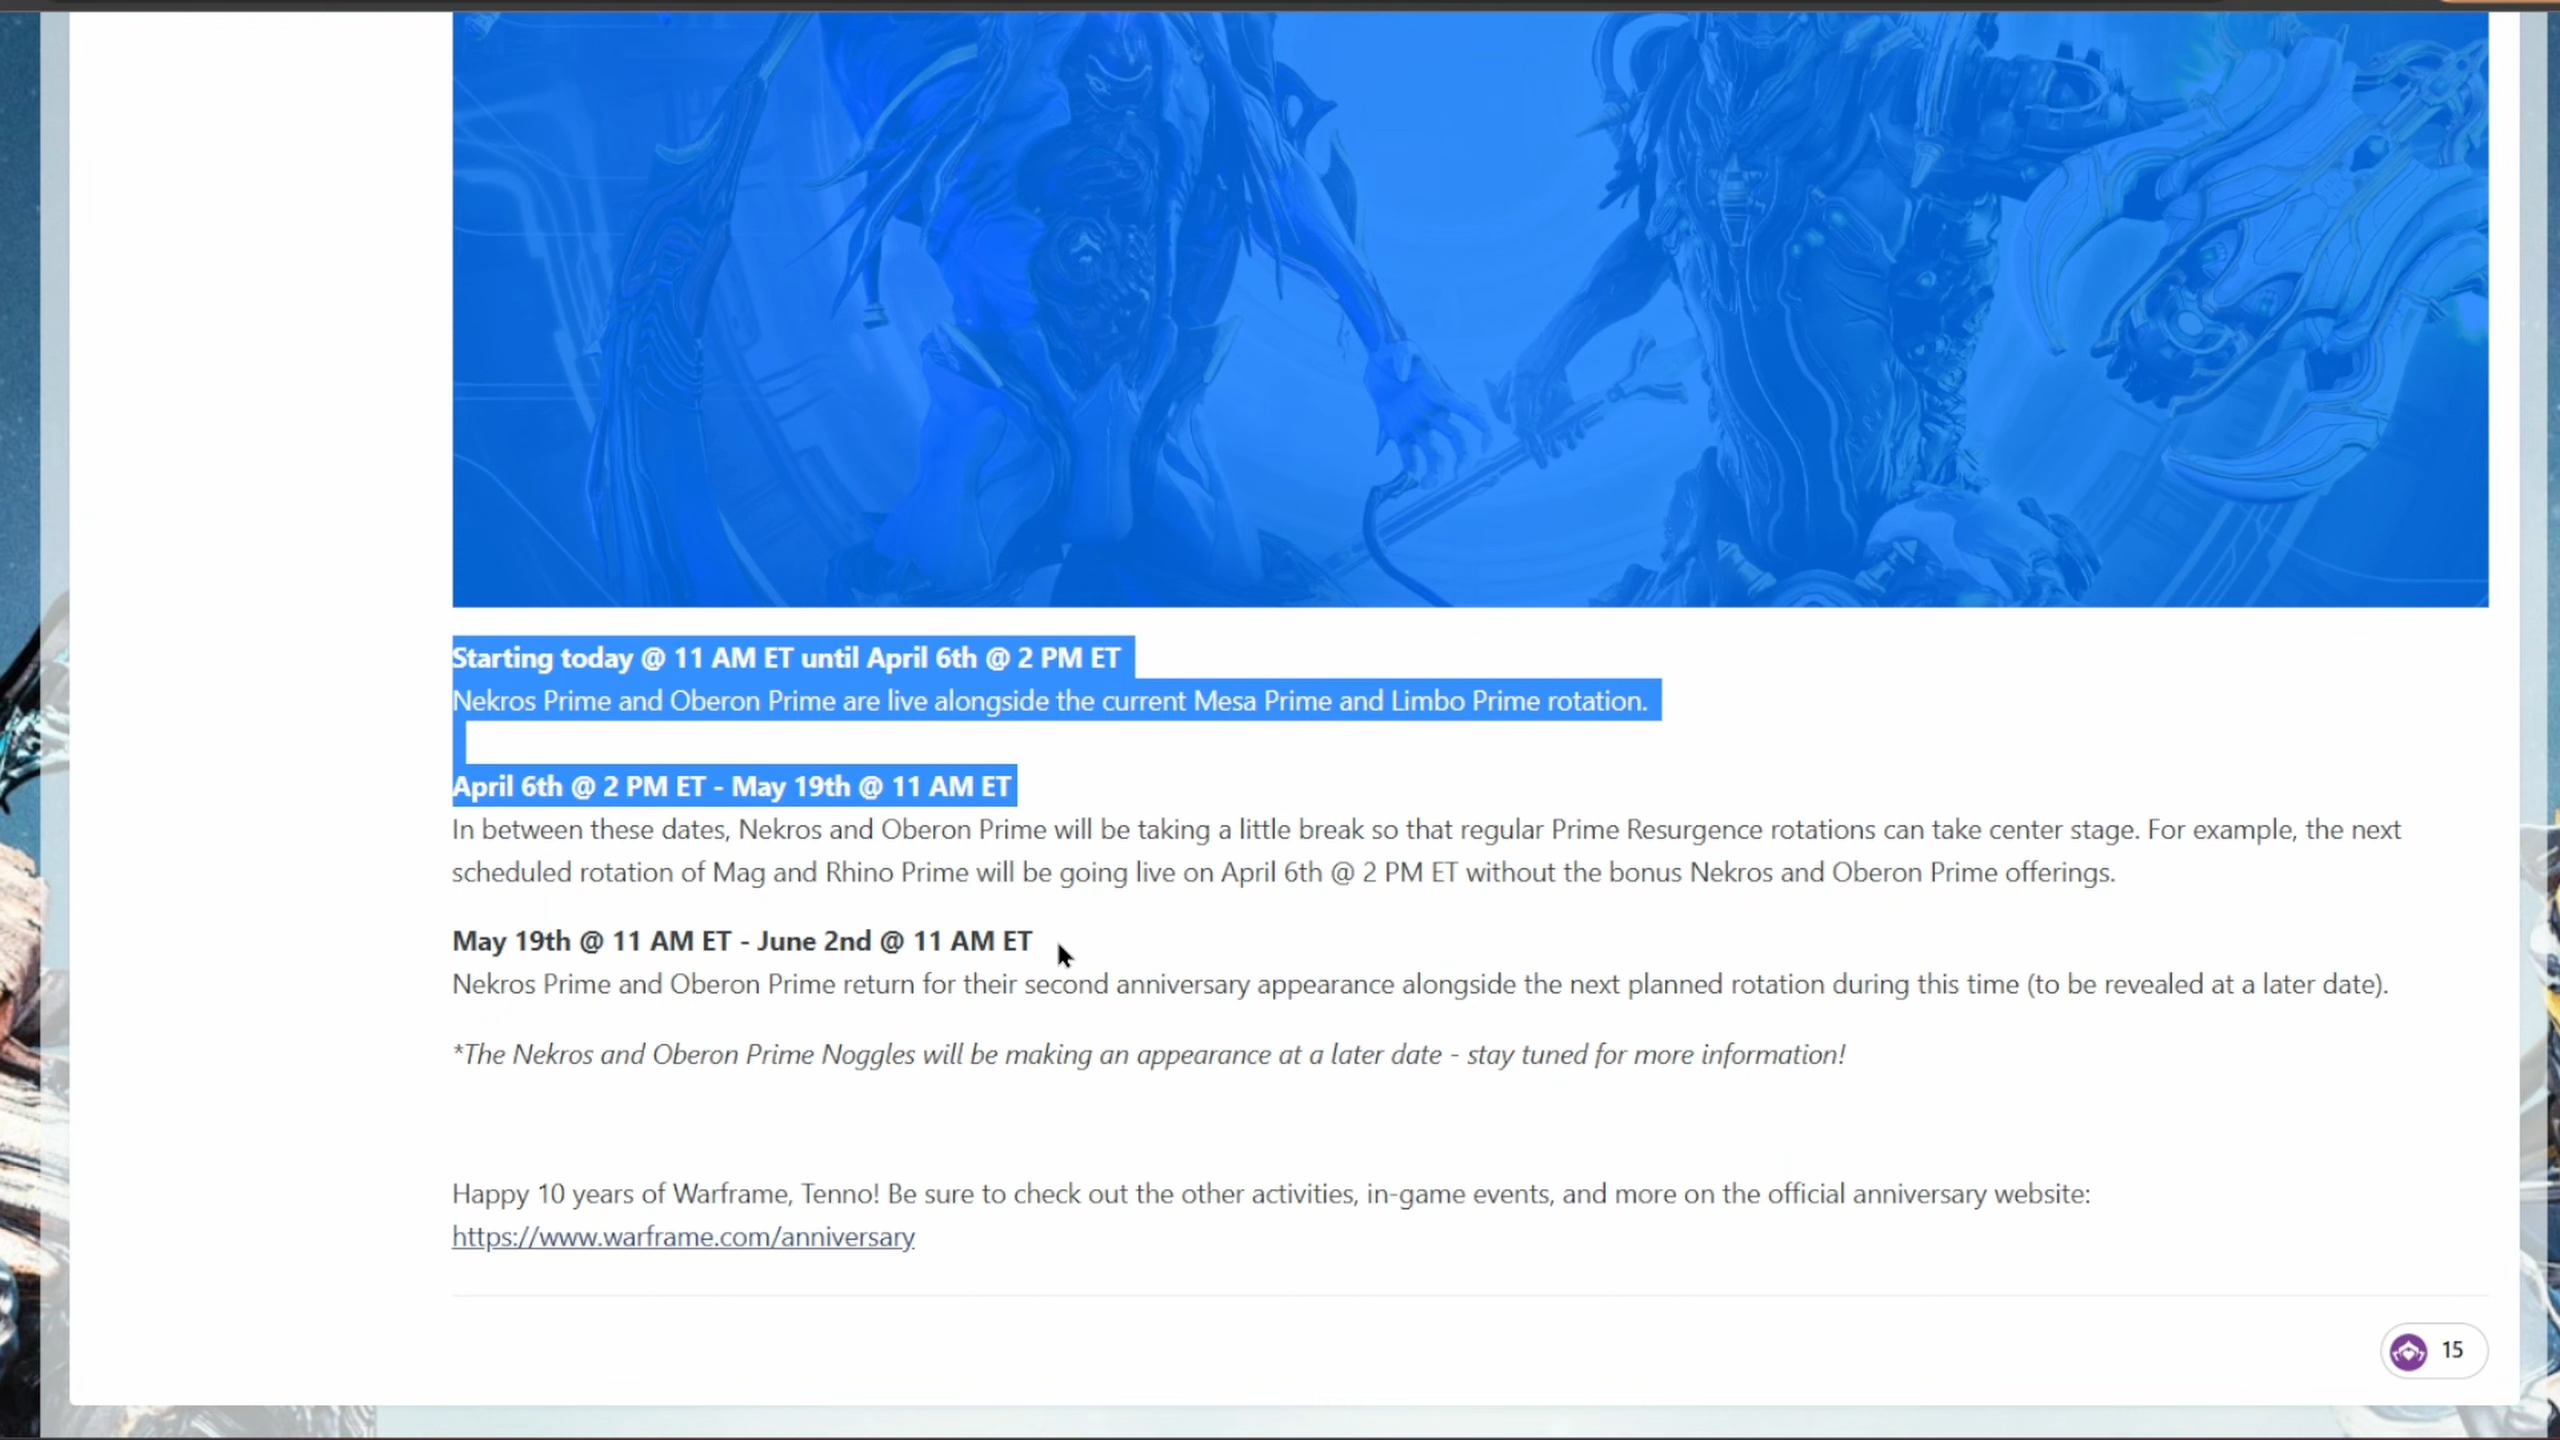 Starting today @ 11 AM ET until April 6th @ 2 PM ET
Nekros Prime and Oberon Prime are live alongside the current Mesa Prime and Limbo Prime rotation.
April 6th @ 2 PM ET - May 19th @ 11 AM ET
In between these dates, Nekros and Oberon Prime will be taking a little break so that regular Prime Resurgence rotations can take center stage. For example, the next
scheduled rotation of Mag and Rhino Prime will be going live on April 6th @ 2 PM ET without the bonus Nekros and Oberon Prime offerings.
May 19th @ 11 AM ET - June 2nd @ 11 AM ET
Nekros Prime and Oberon Prime return for their second anniversary appearance alongside the next planned rotation during this time (to be revealed at a later date).
*The Nekros and Oberon Prime Noggles will be making an appearance at a later date - stay tuned for more information!
Happy 10 years of Warframe, Tenno! Be sure to check out the other activities, in-game events, and more on the official anniversary website:
https://www.warframe.com/anniversary
15